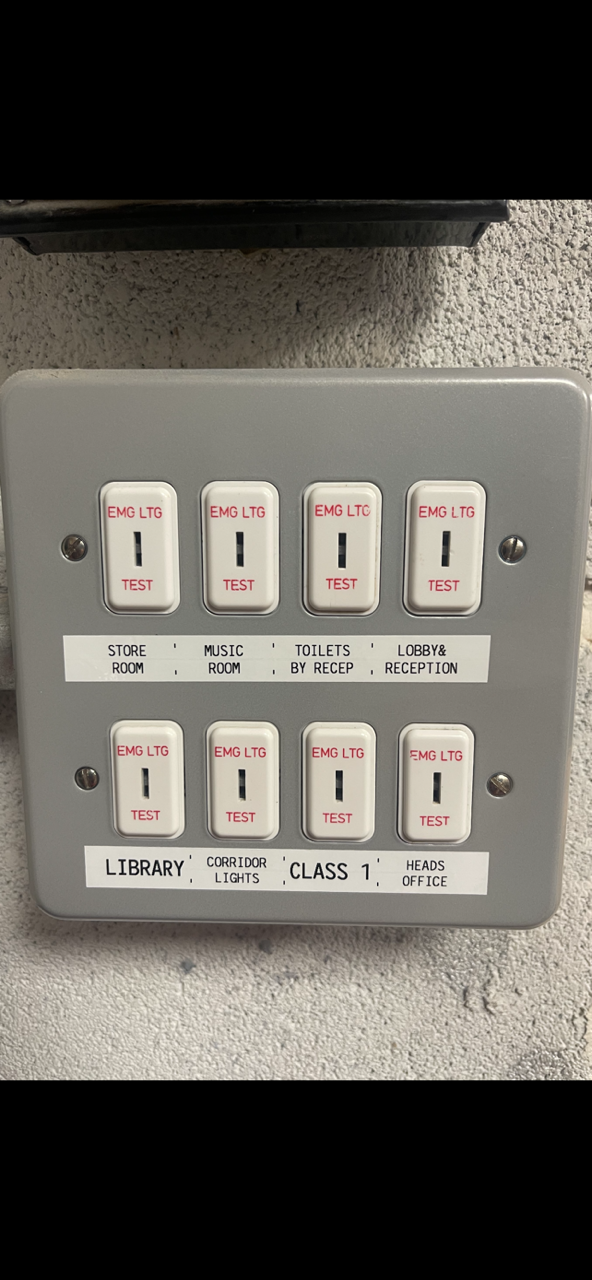 EMG LTG EMG LTG EMG LTG EMG LTG
TEST TEST TEST TEST
STORE MUSIC TOILETS LOBBY&
ROOM ROOM BY RECEP RECEPTION
EMG LTG EMG LTG EMG LTG EMG LTG
TEST TEST TEST TEST
LIBRARY CORRIDOR CLASS 1 HEADS
LIGHTS OFFICE